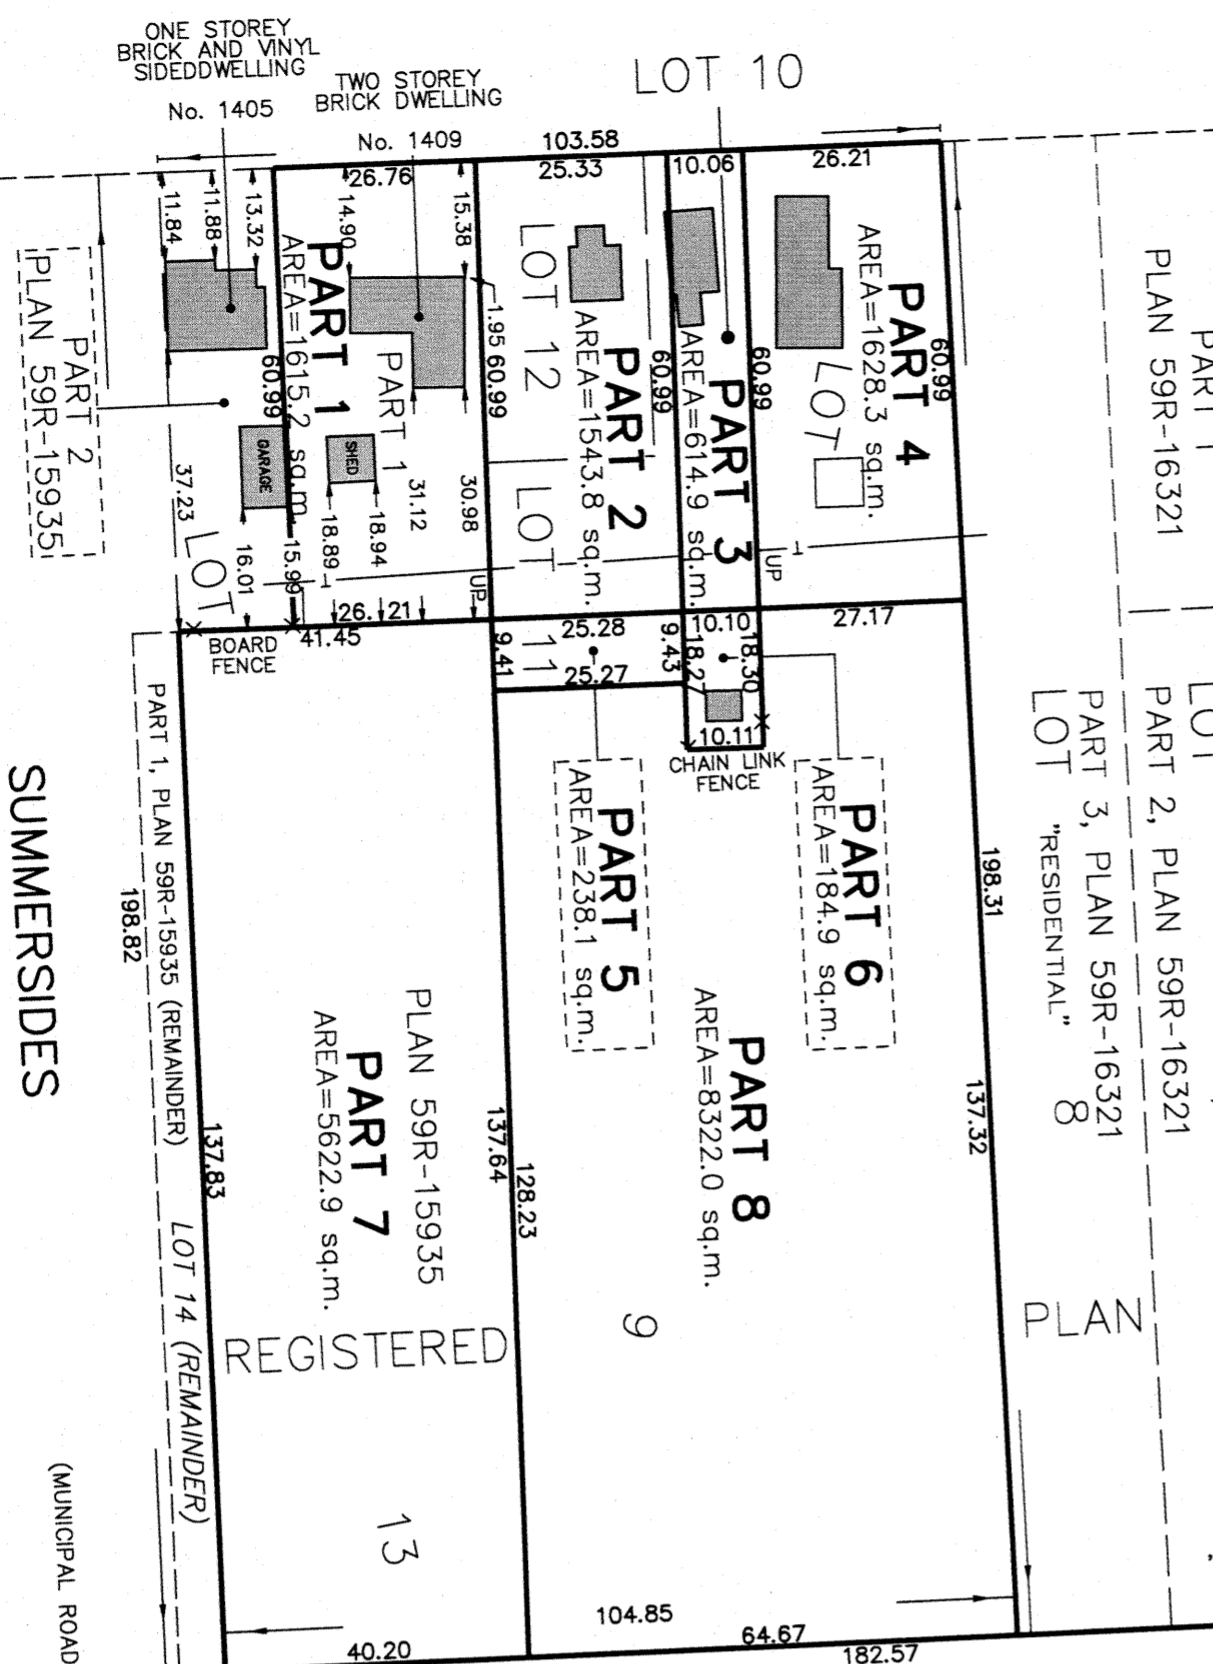 ONE STOREY
BRICK AND VINYL
SIDEDDWELLING
No. 1405
TWO STOREY
BRICK DWELLING
No. 1409
LOT 10
103.58
26.76
25.33
10.06
26.21
11.84
11.88
13.32
14.90
15.38
1.95
60.99
60.99
60.99
60.99
60.99
PART 1
AREA=1615.2 sq.m.
PART 1
LOT 12
PART 2
AREA=1543.8 sq.m.
PART 3
AREA=614.9 sq.m.
PART 4
AREA=1628.3 sq.m.
LOT
PART 2
PLAN 59R-15935
GARAGE
SHED
37.23
LOT
16.01
15.99
18.89
18.94
31.12
30.98
UP
LOT
11
UP
BOARD
FENCE
26.21
41.45
25.28
10.10
27.17
9.41
25.27
9.43
18.27
18.30
10.11
CHAIN LINK
FENCE
PART 5
AREA=238.1 sq.m.
PART 6
AREA=184.9 sq.m.
PART 1
PLAN 59R-16321
LOT
PART 2, PLAN 59R-16321
PART 3, PLAN 59R-16321
LOT 8
"RESIDENTIAL"
PLAN
198.31
137.32
PART 8
AREA=8322.0 sq.m.
9
PLAN 59R-15935
PART 7
AREA=5622.9 sq.m.
137.64
128.23
REGISTERED
13
PART 1, PLAN 59R-15935 (REMAINDER)
LOT 14 (REMAINDER)
198.82
137.83
SUMMERSIDES
(MUNICIPAL ROAD
104.85
40.20
64.67
182.57